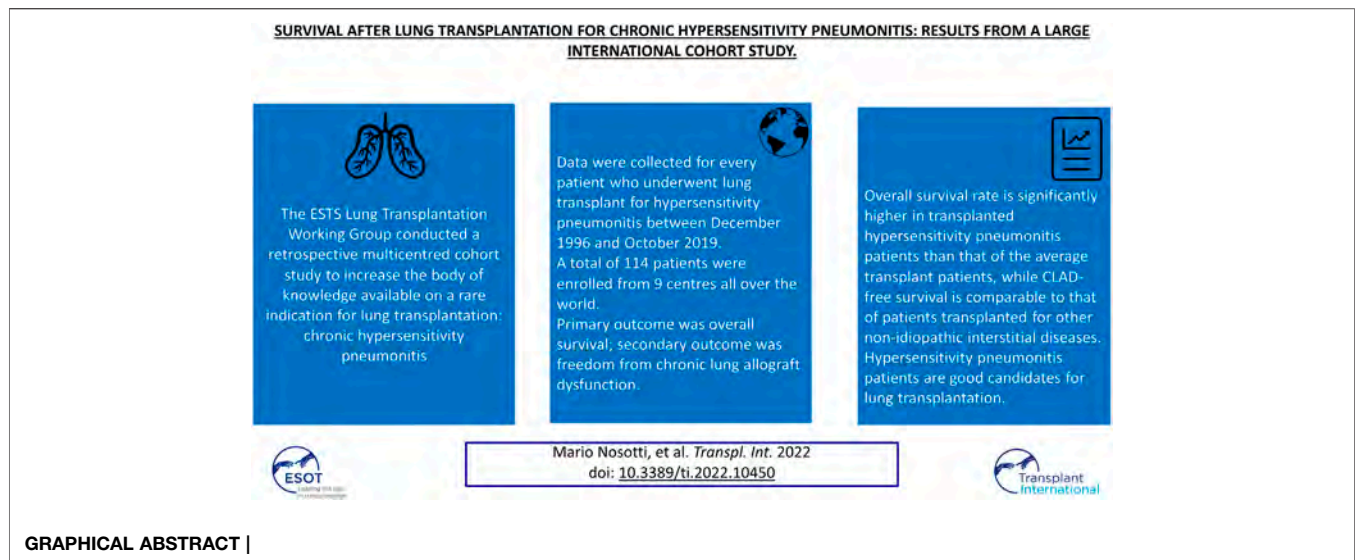 SURVIVAL AFTER LUNG TRANSPLANTATION FOR CHRONIC HYPERSENSITIVITY PNEUMONITIS: RESULTS FROM A LARGE
INTERNATIONAL COHORT STUDY.
The ESTS Lung Transplantation
Working Group conducted a
retrospective multicentred cohort
study to increase the body of
knowledge available on a rare
indication for lung transplantation:
chronic hypersensitivity
pneumonitis
Data were collected for every
patient who underwent lung
transplant for hypersensitivity
pneumonitis between December
1996 and October 2019.
A total of 114 patients were
enrolled from 9 centres all over the
world.
Primary outcome was overall
survival; secondary outcome was
freedom from chronic lung allograft
dysfunction.
Overall survival rate is significantly
higher in transplanted
hypersensitivity pneumonitis
patients than that of the average
transplant patients, while CLAD-
free survival is comparable to that
of patients transplanted for other
non-idiopathic interstitial diseases.
Hypersensitivity pneumonitis
patients are good candidates for
lung transplantation.
ESOT
Mario Nosotti, et al. Transpl. Int. 2022
doi: 10.3389/ti.2022.10450
Transplant
International
GRAPHICAL ABSTRACT |